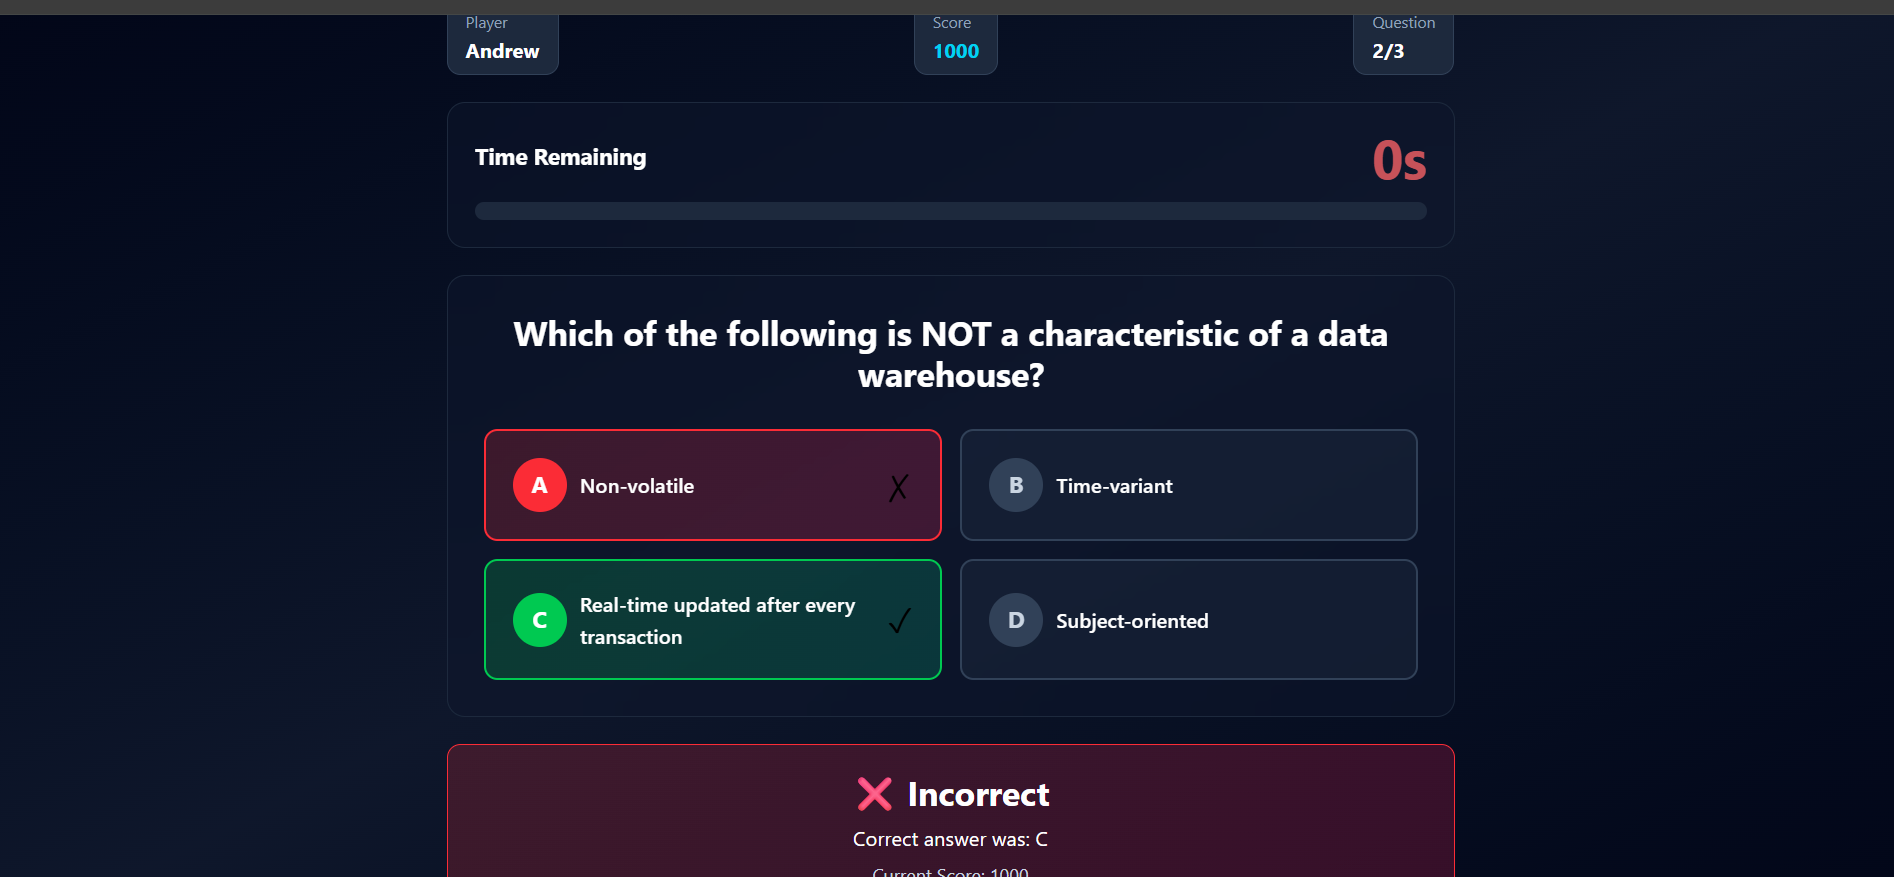 Player
Andrew
Score
1000
Question
2/3
Time Remaining
0s
Which of the following is NOT a characteristic of a data
warehouse?
A Non-volatile ✗
B Time-variant
C Real-time updated after every
transaction ✓
D Subject-oriented
❌ Incorrect
Correct answer was: C
Current Score: 1000